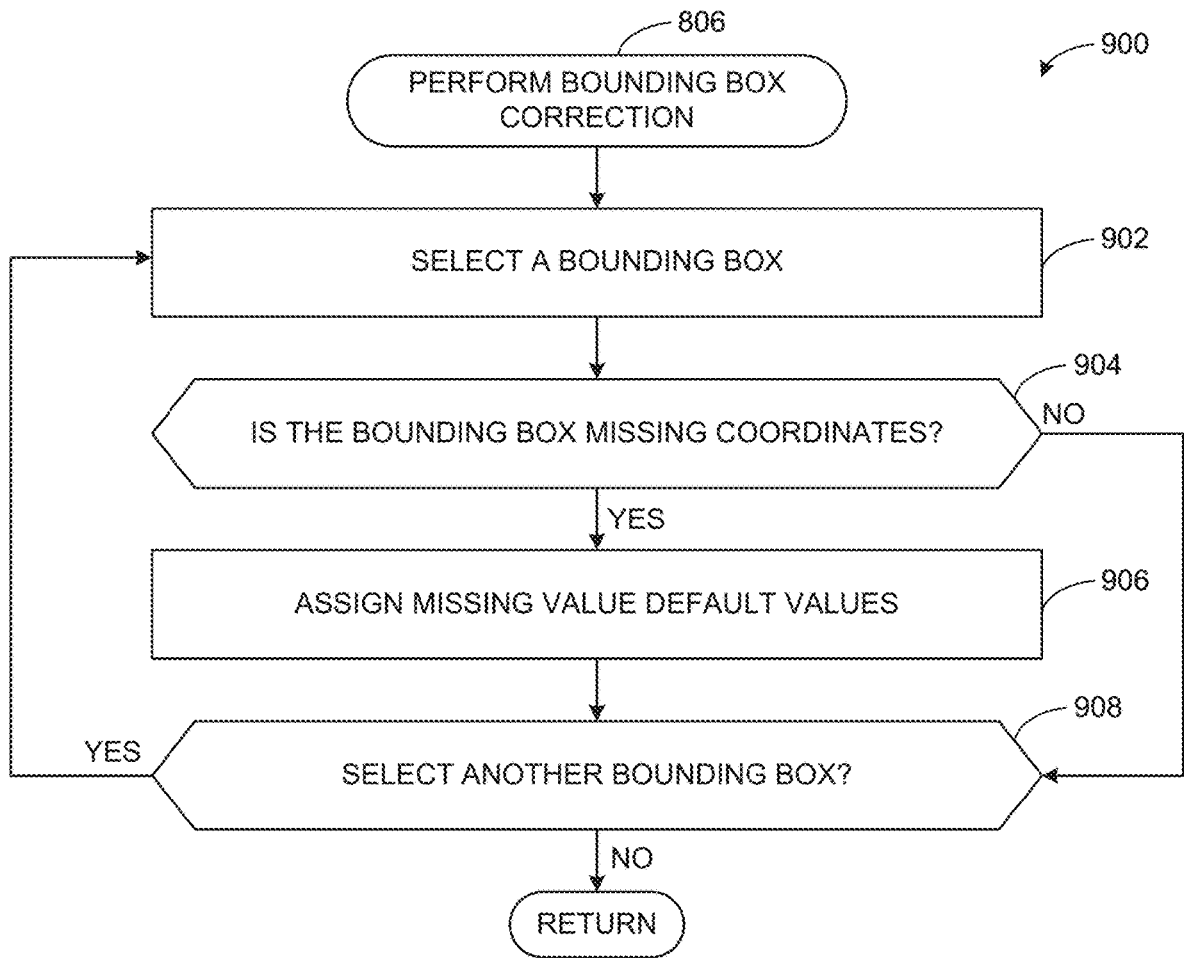 806
900
PERFORM BOUNDING BOX
CORRECTION
902
SELECT A BOUNDING BOX
904
IS THE BOUNDING BOX MISSING COORDINATES?
NO
YES
906
ASSIGN MISSING VALUE DEFAULT VALUES
908
YES
SELECT ANOTHER BOUNDING BOX?
NO
RETURN